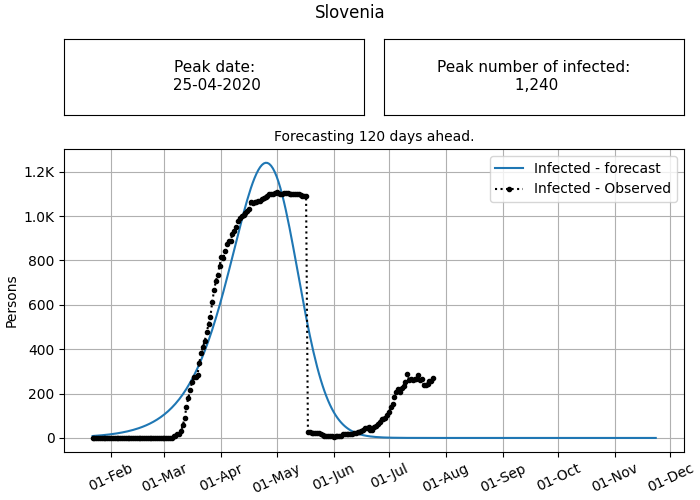 Slovenia
Peak date:
25-04-2020
Peak number of infected:
1,240
Forecasting 120 days ahead.
Infected - forecast
Infected - Observed
Persons
1.2K
1.0K
800
600
400
200
0
01-Feb
01-Mar
01-Apr
01-May
01-Jun
01-Jul
01-Aug
01-Sep
01-Oct
01-Nov
01-Dec